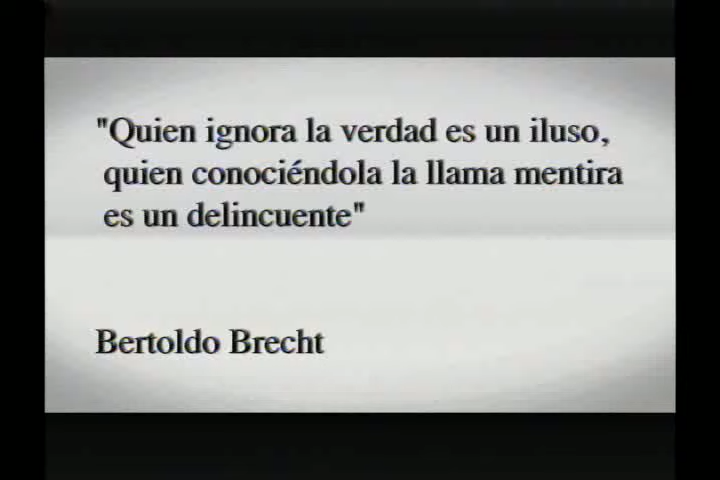 "Quien ignora la verdad es un iluso,
quien conociéndola la llama mentira
es un delincuente"
Bertoldo Brecht